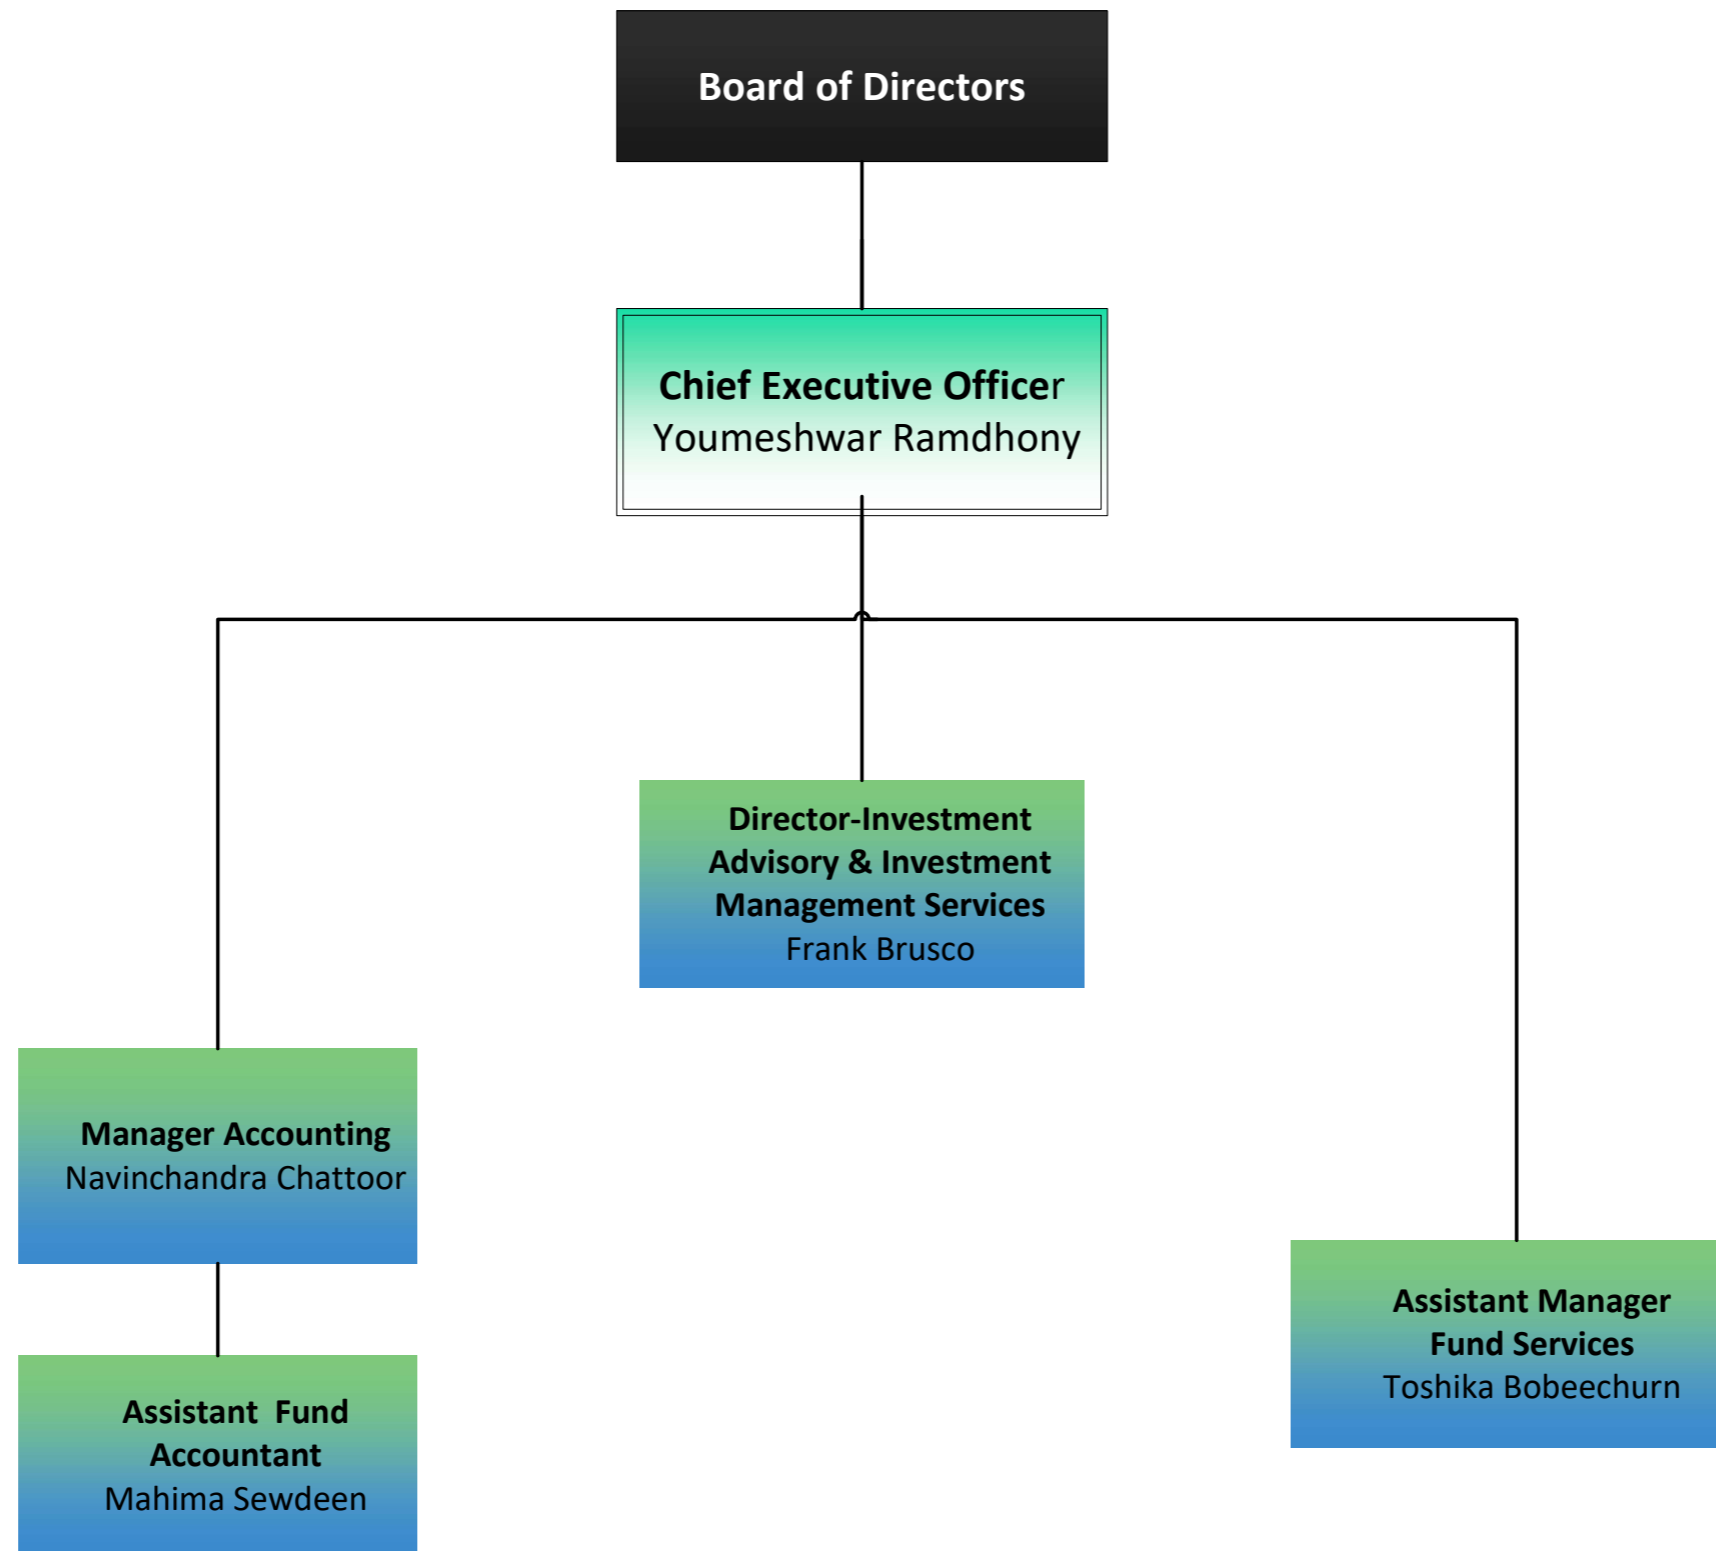 Board of Directors
Chief Executive Officer
Youmeshwar Ramdhony
Director-Investment
Advisory & Investment
Management Services
Frank Brusco
Manager Accounting
Navinchandra Chattoor
Assistant Manager
Fund Services
Toshika Bobeechurn
Assistant  Fund
Accountant
Mahima Sewdeen